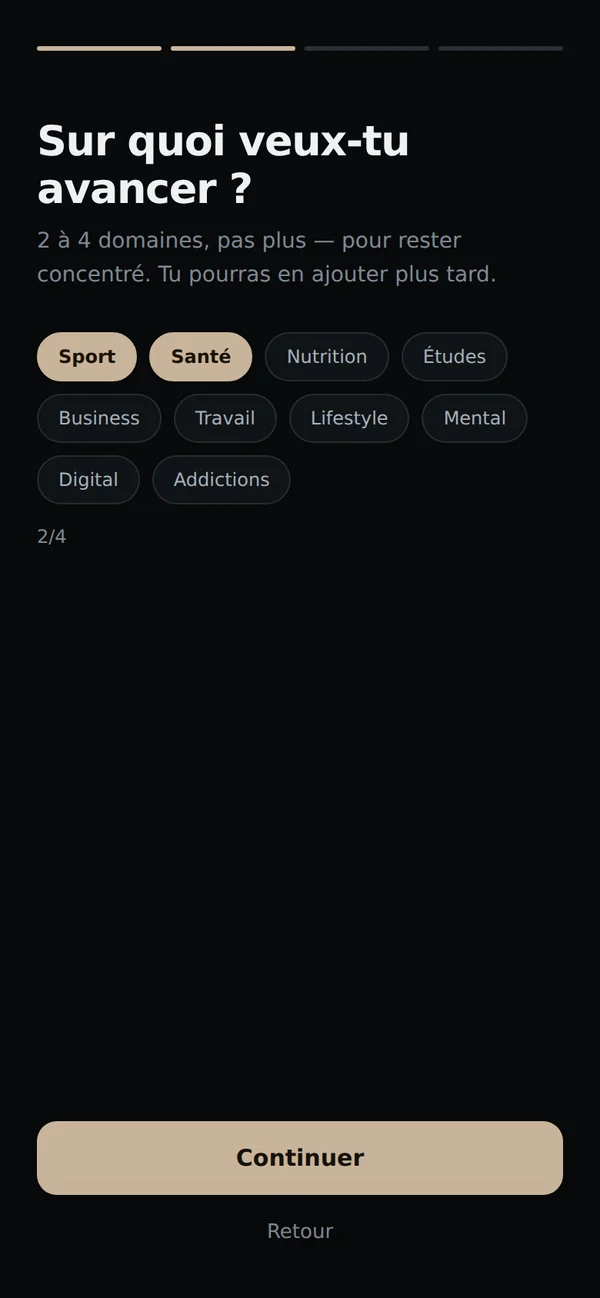 Sur quoi veux-tu
avancer ?
2 à 4 domaines, pas plus — pour rester
concentré. Tu pourras en ajouter plus tard.
Sport Santé Nutrition Études
Business Travail Lifestyle Mental
Digital Addictions
2/4
Continuer
Retour